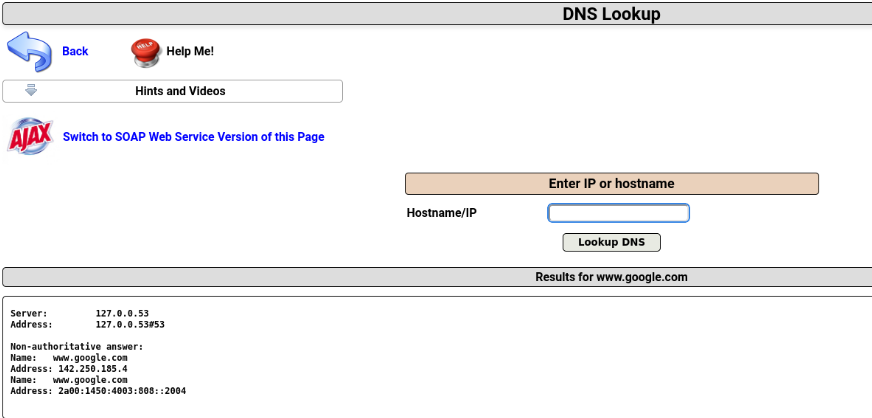 DNS Lookup
Back
HELP
Help Me!
Hints and Videos
AJAX
Switch to SOAP Web Service Version of this Page
Enter IP or hostname
Hostname/IP
Lookup DNS
Results for www.google.com
Server: 127.0.0.53
Address: 127.0.0.53#53
Non-authoritative answer:
Name: www.google.com
Address: 142.250.185.4
Name: www.google.com
Address: 2a00:1450:4003:808::2004